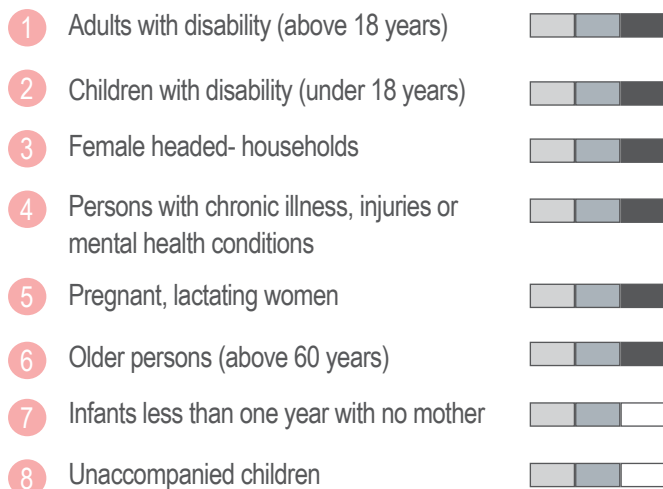 1 Adults with disability (above 18 years)
2 Children with disability (under 18 years)
3 Female headed- households
4 Persons with chronic illness, injuries or
mental health conditions
5 Pregnant, lactating women
6 Older persons (above 60 years)
7 Infants less than one year with no mother
8 Unaccompanied children